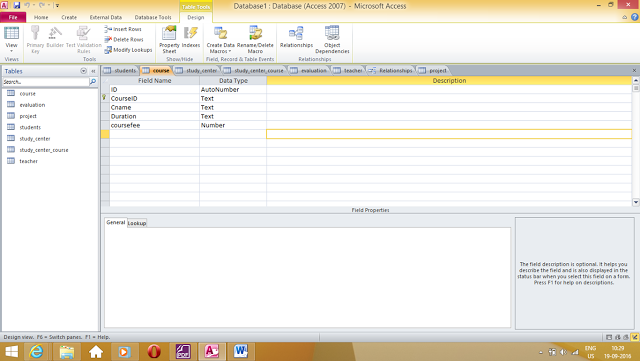 Table Tools
Database1 : Database (Access 2007) - Microsoft Access
File Home Create External Data Database Tools Design
View
Primary Key
Builder
Test Validation Rules
Insert Rows
Delete Rows
Modify Lookups
Property Sheet
Indexes
Create Data Macros
Rename/Delete Macro
Relationships
Object Dependencies
Views Tools Show/Hide Field, Record & Table Events Relationships
Tables
course
evaluation
project
students
study_center
study_center_course
teacher
students course study_center study_center_course evaluation teacher Relationships project
Field Name Data Type Description
ID AutoNumber
CourseID Text
Cname Text
Duration Text
coursefee Number
Field Properties
General Lookup
The field description is optional. It helps you
describe the field and is also displayed in the
status bar when you select this field on a form.
Press F1 for help on descriptions.
Design view. F6 = Switch panes. F1 = Help.
PDF
ENG
US
10:29
19-09-2016